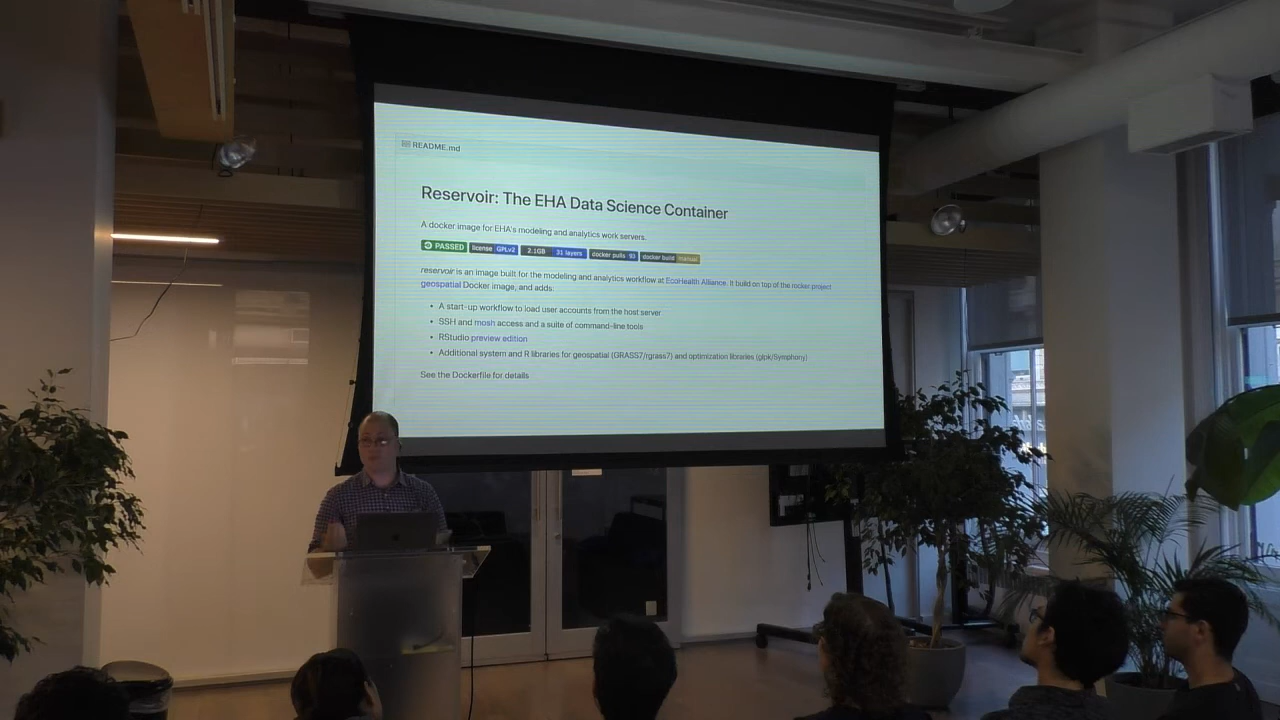 README.md
Reservoir: The EHA Data Science Container
A docker image for EHA's modeling and analytics work servers.
PASSED license GPLv2 2.1GB 31 layers docker pulls 93 docker build manual
reservoir is an image built for the modeling and analytics workflow at EcoHealth Alliance. It build on top of the rocker project
geospatial Docker image, and adds:
A start-up workflow to load user accounts from the host server
SSH and mosh access and a suite of command-line tools
RStudio preview edition
Additional system and R libraries for geospatial (GRASS7/rgrass7) and optimization libraries (glpk/Symphony)
See the Dockerfile for details